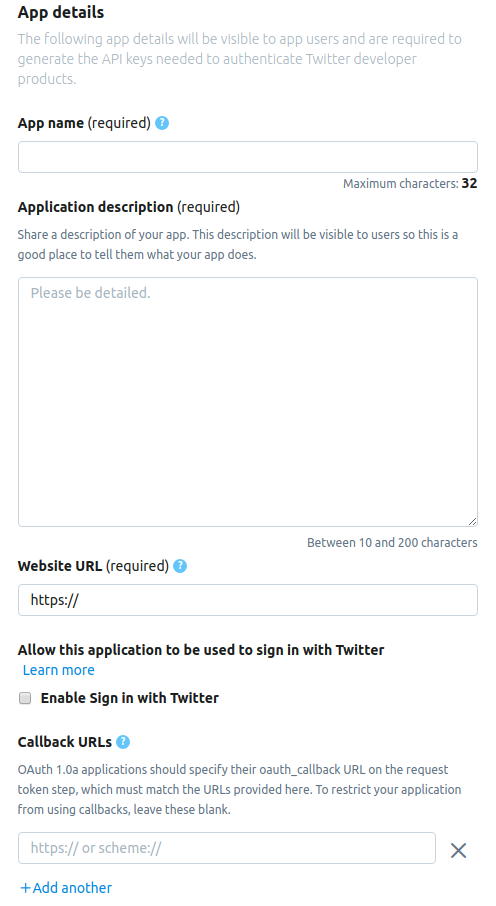 App details
The following app details will be visible to app users and are required to
generate the API keys needed to authenticate Twitter developer
products.
App name (required) ?
Maximum characters: 32
Application description (required)
Share a description of your app. This description will be visible to users so this is a
good place to tell them what your app does.
Please be detailed.
Between 10 and 200 characters
Website URL (required) ?
https://
Allow this application to be used to sign in with Twitter
Learn more
Enable Sign in with Twitter
Callback URLs ?
OAuth 1.0a applications should specify their oauth_callback URL on the request
token step, which must match the URLs provided here. To restrict your application
from using callbacks, leave these blank.
https:// or scheme://
+Add another